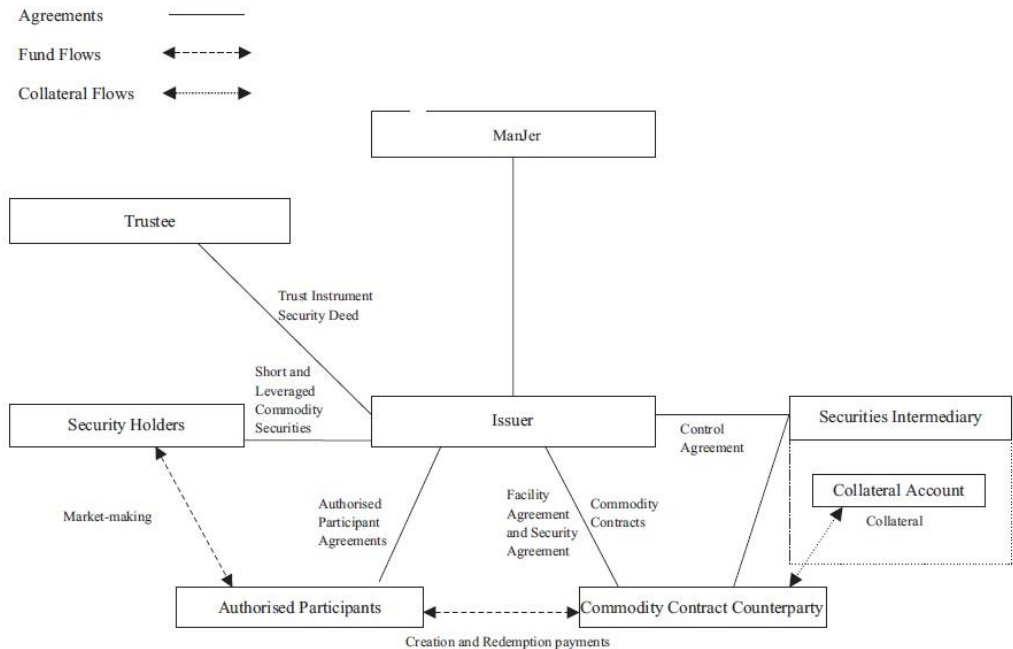 Agreements
Fund Flows
Collateral Flows
ManJer
Trustee
Trust Instrument
Security Deed
Short and
Leveraged
Commodity
Securities
Security Holders
Issuer
Securities Intermediary
Control
Agreement
Collateral Account
Collateral
Market-making
Authorised
Participant
Agreements
Facility
Agreement
and Security
Agreement
Commodity
Contracts
Authorised Participants
Commodity Contract Counterparty
Creation and Redemption payments